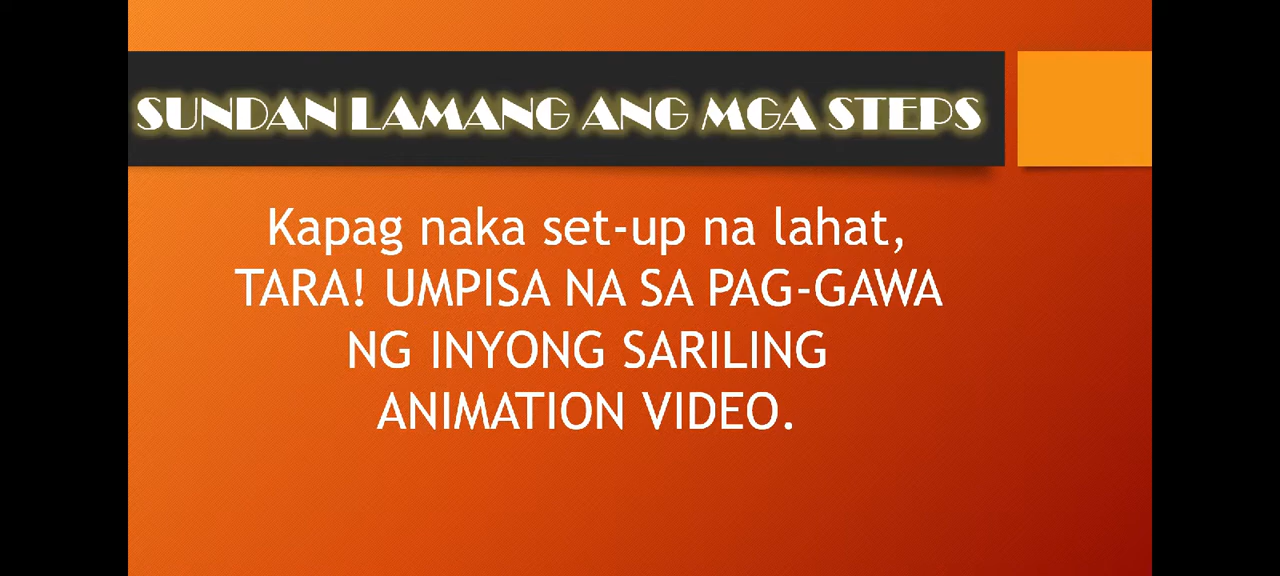 SUNDAN LAMANG ANG MGA STEPS
Kapag naka set-up na lahat,
TARA! UMPISA NA SA PAG-GAWA
NG INYONG SARILING
ANIMATION VIDEO.